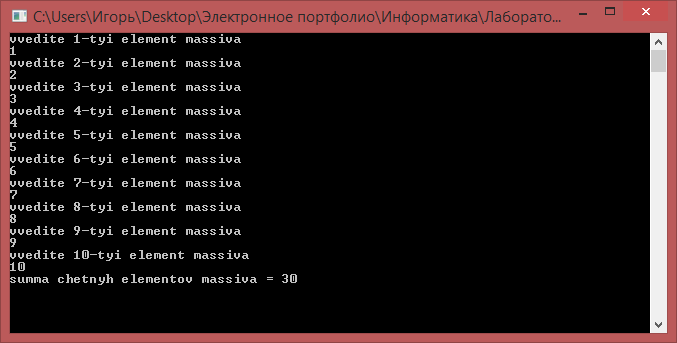 C:\Users\Игорь\Desktop\Электронное портфолио\Информатика\Лаборато...
vvedite 1-tyi element massiva
1
vvedite 2-tyi element massiva
2
vvedite 3-tyi element massiva
3
vvedite 4-tyi element massiva
4
vvedite 5-tyi element massiva
5
vvedite 6-tyi element massiva
6
vvedite 7-tyi element massiva
7
vvedite 8-tyi element massiva
8
vvedite 9-tyi element massiva
9
vvedite 10-tyi element massiva
10
summa chetnyh elementov massiva = 30